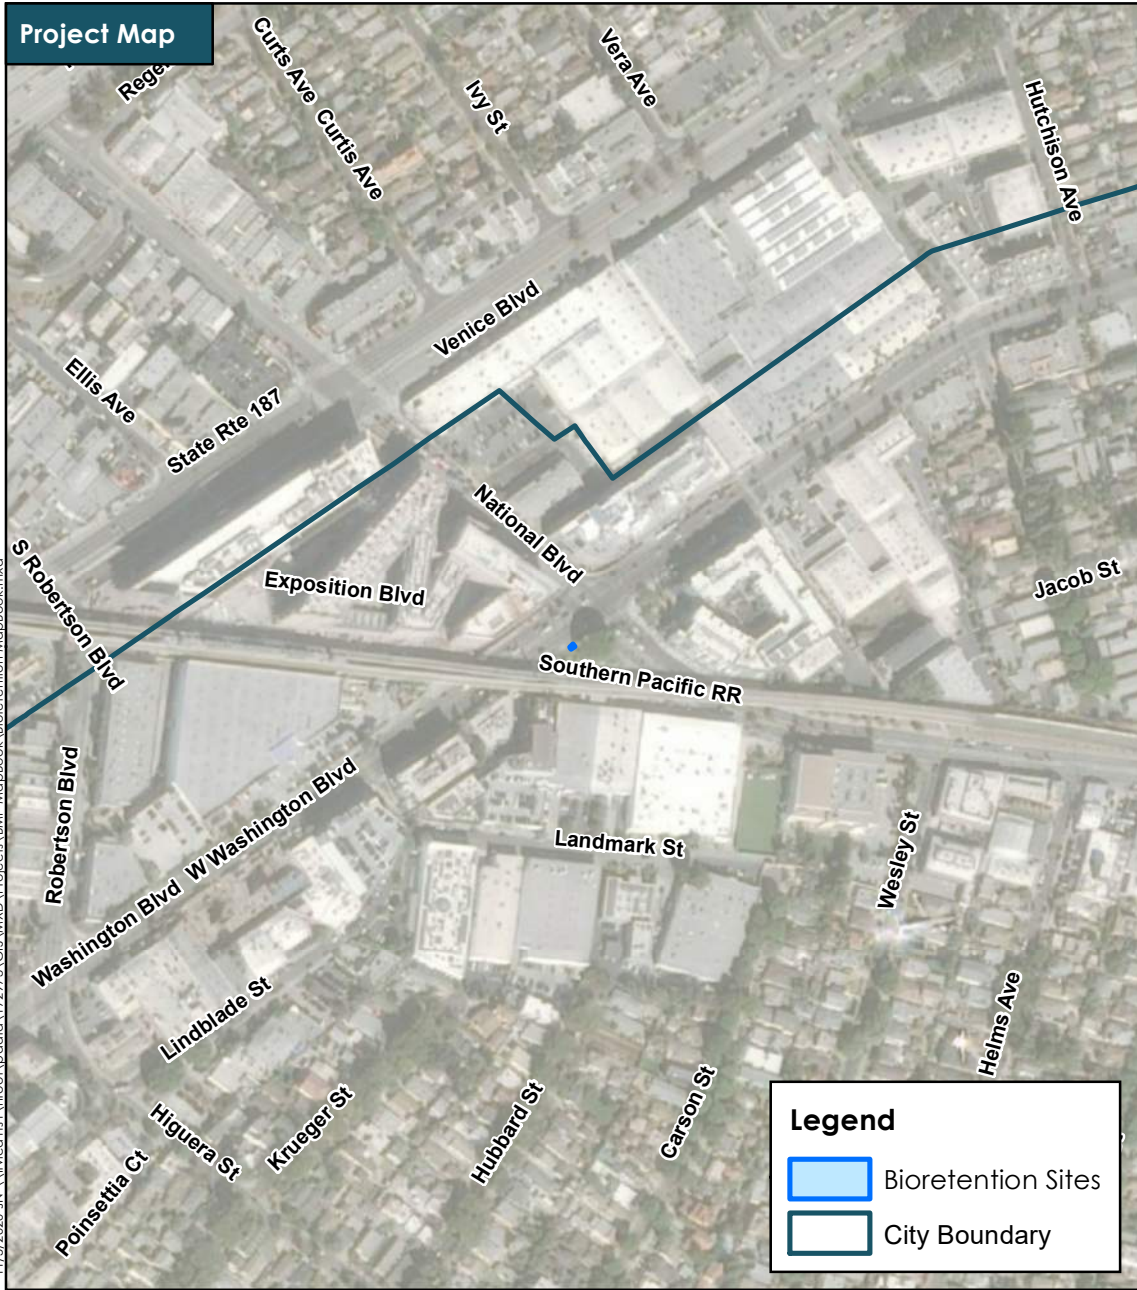 Project Map
Curts Ave
Curtis Ave
Ivy St
Vera Ave
Hutchison Ave
Venice Blvd
Ellis Ave
State Rte 187
National Blvd
S Robertson Blvd
Exposition Blvd
Jacob St
Southern Pacific RR
Robertson Blvd
W Washington Blvd
Washington Blvd
Landmark St
Wesley St
Lindblade St
Helms Ave
Higuera St
Krueger St
Hubbard St
Carson St
Poinsettia Ct
Legend
Bioretention Sites
City Boundary